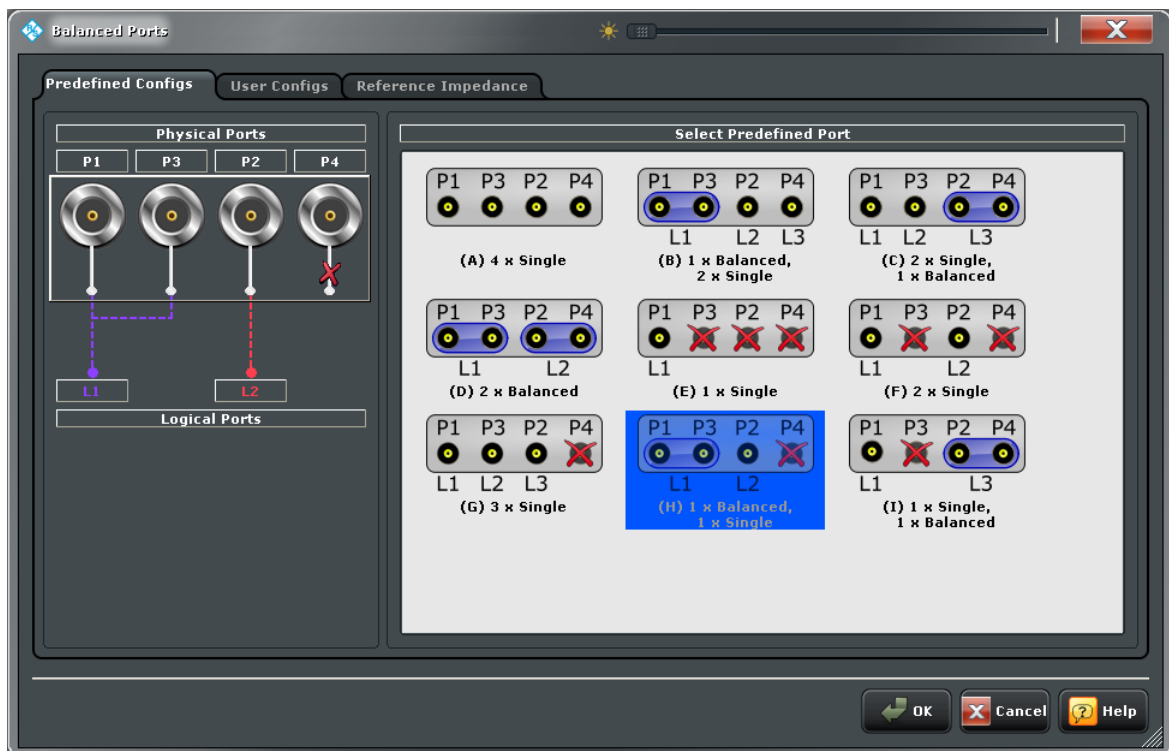 Balanced Ports
Predefined Configs User Configs Reference Impedance
Physical Ports
P1 P3 P2 P4
L1 L2
Logical Ports
Select Predefined Port
P1 P3 P2 P4
(A) 4 x Single
P1 P3 P2 P4
L1 L2 L3
(B) 1 x Balanced,
2 x Single
P1 P3 P2 P4
L1 L2 L3
(C) 2 x Single,
1 x Balanced
P1 P3 P2 P4
L1 L2
(D) 2 x Balanced
P1 P3 P2 P4
L1
(E) 1 x Single
P1 P3 P2 P4
L1 L2
(F) 2 x Single
P1 P3 P2 P4
L1 L2 L3
(G) 3 x Single
P1 P3 P2 P4
L1 L2
(H) 1 x Balanced,
1 x Single
P1 P3 P2 P4
L1 L3
(I) 1 x Single,
1 x Balanced
OK Cancel Help